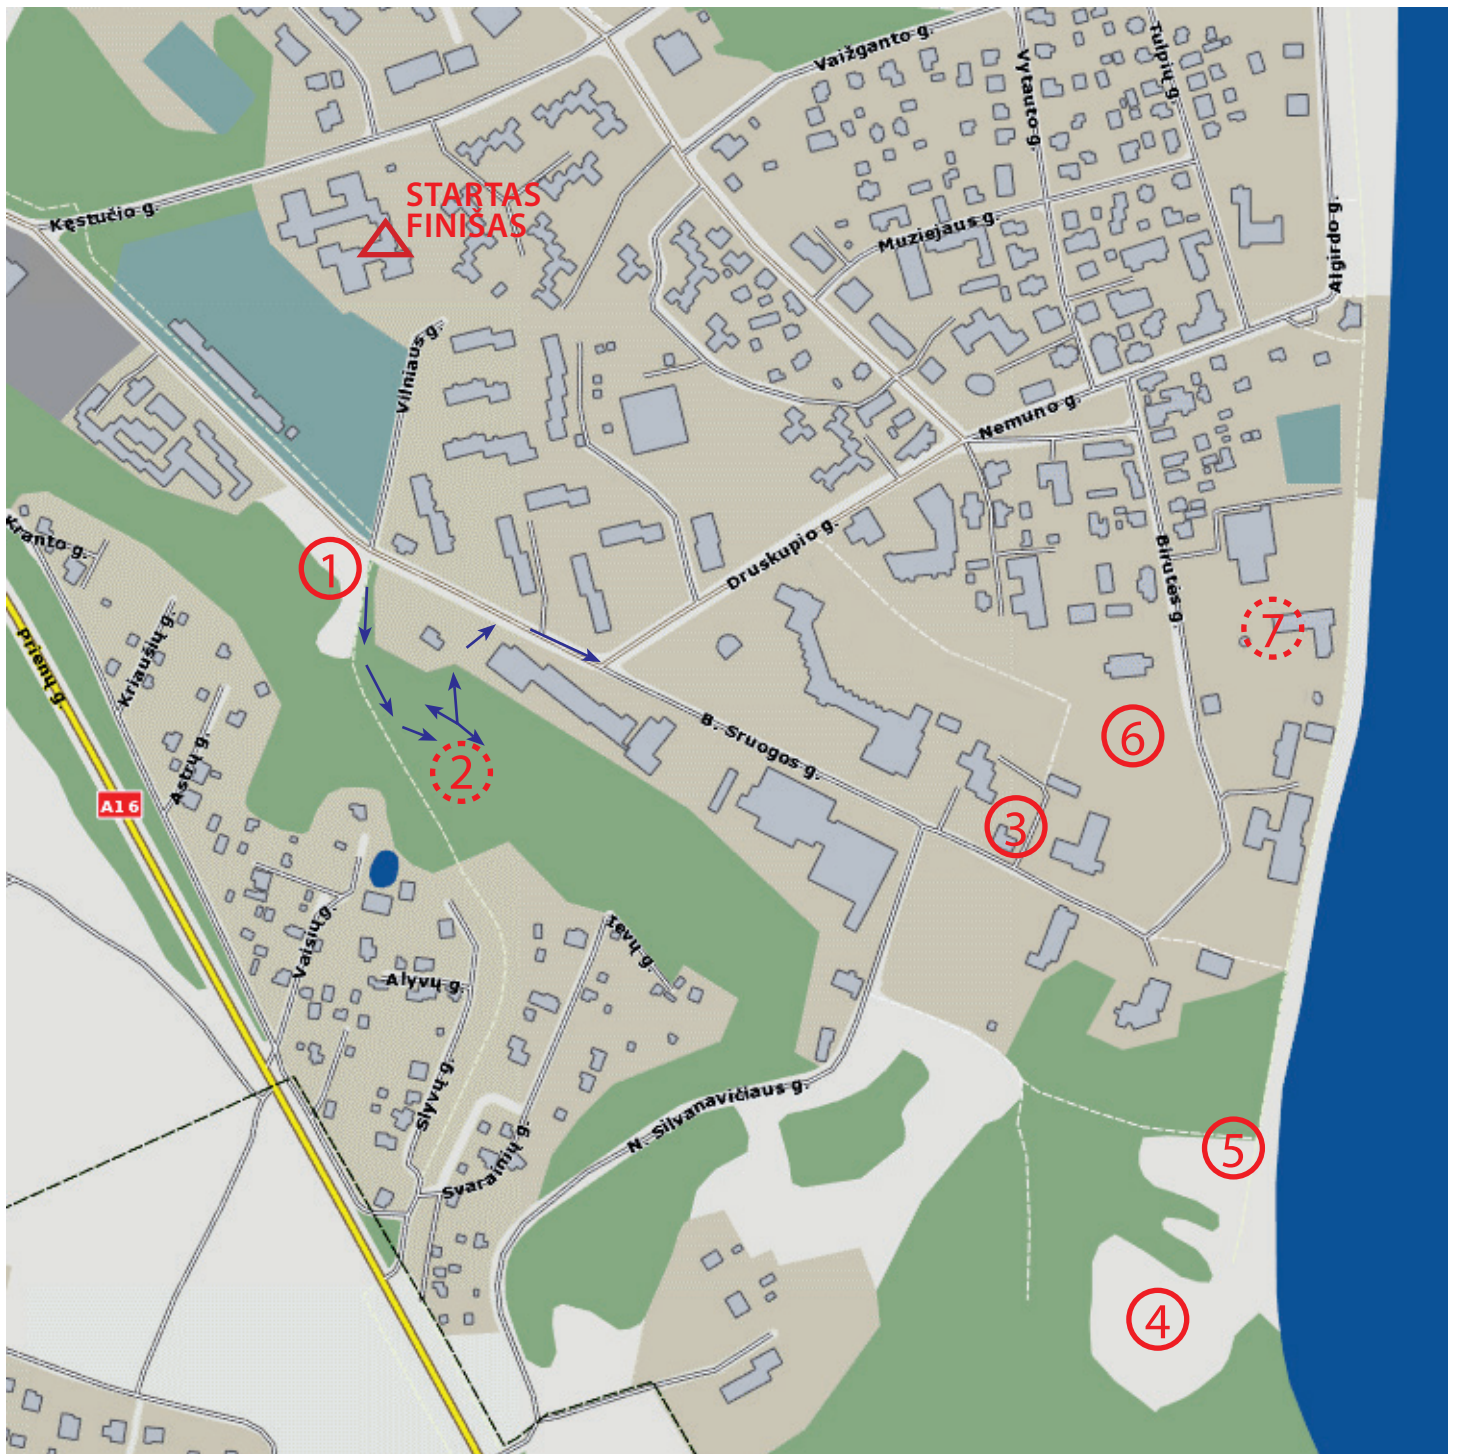 Vaižganto g.
Tulpių g.
Vytauto g.
STARTAS
FINIŠAS
Kęstučio g.
Muziejaus g.
Algirdo g.
Vilniaus g.
Nemuno g.
Kranto g.
Druskupio g.
Birutės g.
1
Kriaušių g.
7
Prienų g.
B. Sruogos g.
6
2
Astrų g.
A16
3
Vaisių g.
Ievų g.
Alyvų g.
Slyvų g.
N. Silvanavičiaus g.
5
Svarainių g.
4